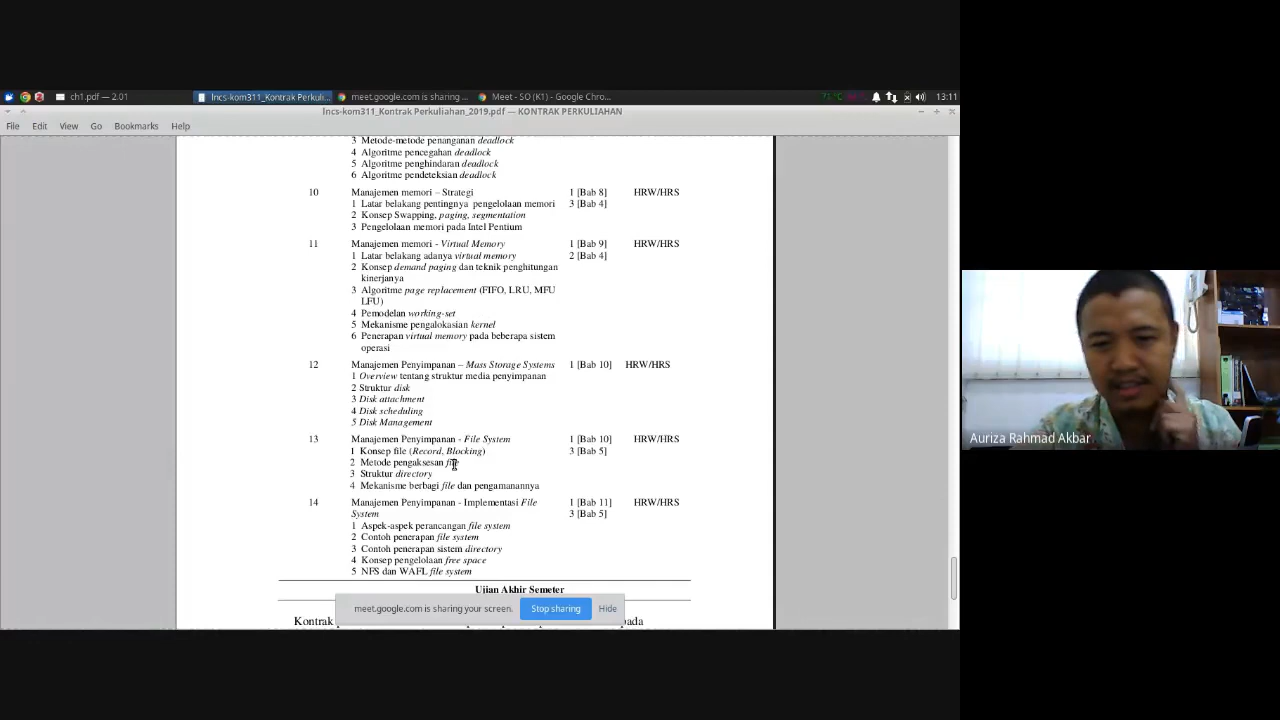 ch1.pdf — 2.01
lncs-kom311_Kontrak Perkuli...
meet.google.com is sharing ...
Meet - SO (K1) - Google Chro...
13:11
lncs-kom311_Kontrak Perkuliahan_2019.pdf — KONTRAK PERKULIAHAN
File Edit View Go Bookmarks Help
3 Metode-metode penanganan deadlock
4 Algoritme pencegahan deadlock
5 Algoritme penghindaran deadlock
6 Algoritme pendeteksian deadlock
10 Manajemen memori – Strategi 1 [Bab 8] HRW/HRS
1 Latar belakang pentingnya pengelolaan memori 3 [Bab 4]
2 Konsep Swapping, paging, segmentation
3 Pengelolaan memori pada Intel Pentium
11 Manajemen memori - Virtual Memory 1 [Bab 9] HRW/HRS
1 Latar belakang adanya virtual memory 2 [Bab 4]
2 Konsep demand paging dan teknik penghitungan
kinerjanya
3 Algoritme page replacement (FIFO, LRU, MFU
LFU)
4 Pemodelan working-set
5 Mekanisme pengalokasian kernel
6 Penerapan virtual memory pada beberapa sistem
operasi
12 Manajemen Penyimpanan – Mass Storage Systems 1 [Bab 10] HRW/HRS
1 Overview tentang struktur media penyimpanan
2 Struktur disk
3 Disk attachment
4 Disk scheduling
5 Disk Management
13 Manajemen Penyimpanan - File System 1 [Bab 10] HRW/HRS
1 Konsep file (Record, Blocking) 3 [Bab 5]
2 Metode pengaksesan file
3 Struktur directory
4 Mekanisme berbagi file dan pengamanannya
14 Manajemen Penyimpanan - Implementasi File 1 [Bab 11] HRW/HRS
System 3 [Bab 5]
1 Aspek-aspek perancangan file system
2 Contoh penerapan file system
3 Contoh penerapan sistem directory
4 Konsep pengelolaan free space
5 NFS dan WAFL file system
Ujian Akhir Semeter
meet.google.com is sharing your screen. Stop sharing Hide
Kontrak
Auriza Rahmad Akbar